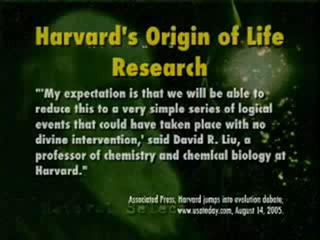 Harvard's Origin of Life
Research
"'My expectation is that we will be able to
reduce this to a very simple series of logical
events that could have taken place with no
divine intervention,' said David R. Liu, a
professor of chemistry and chemical biology at
Harvard."
Associated Press, Harvard jumps into evolution debate,
www.usatoday.com, August 14, 2005.